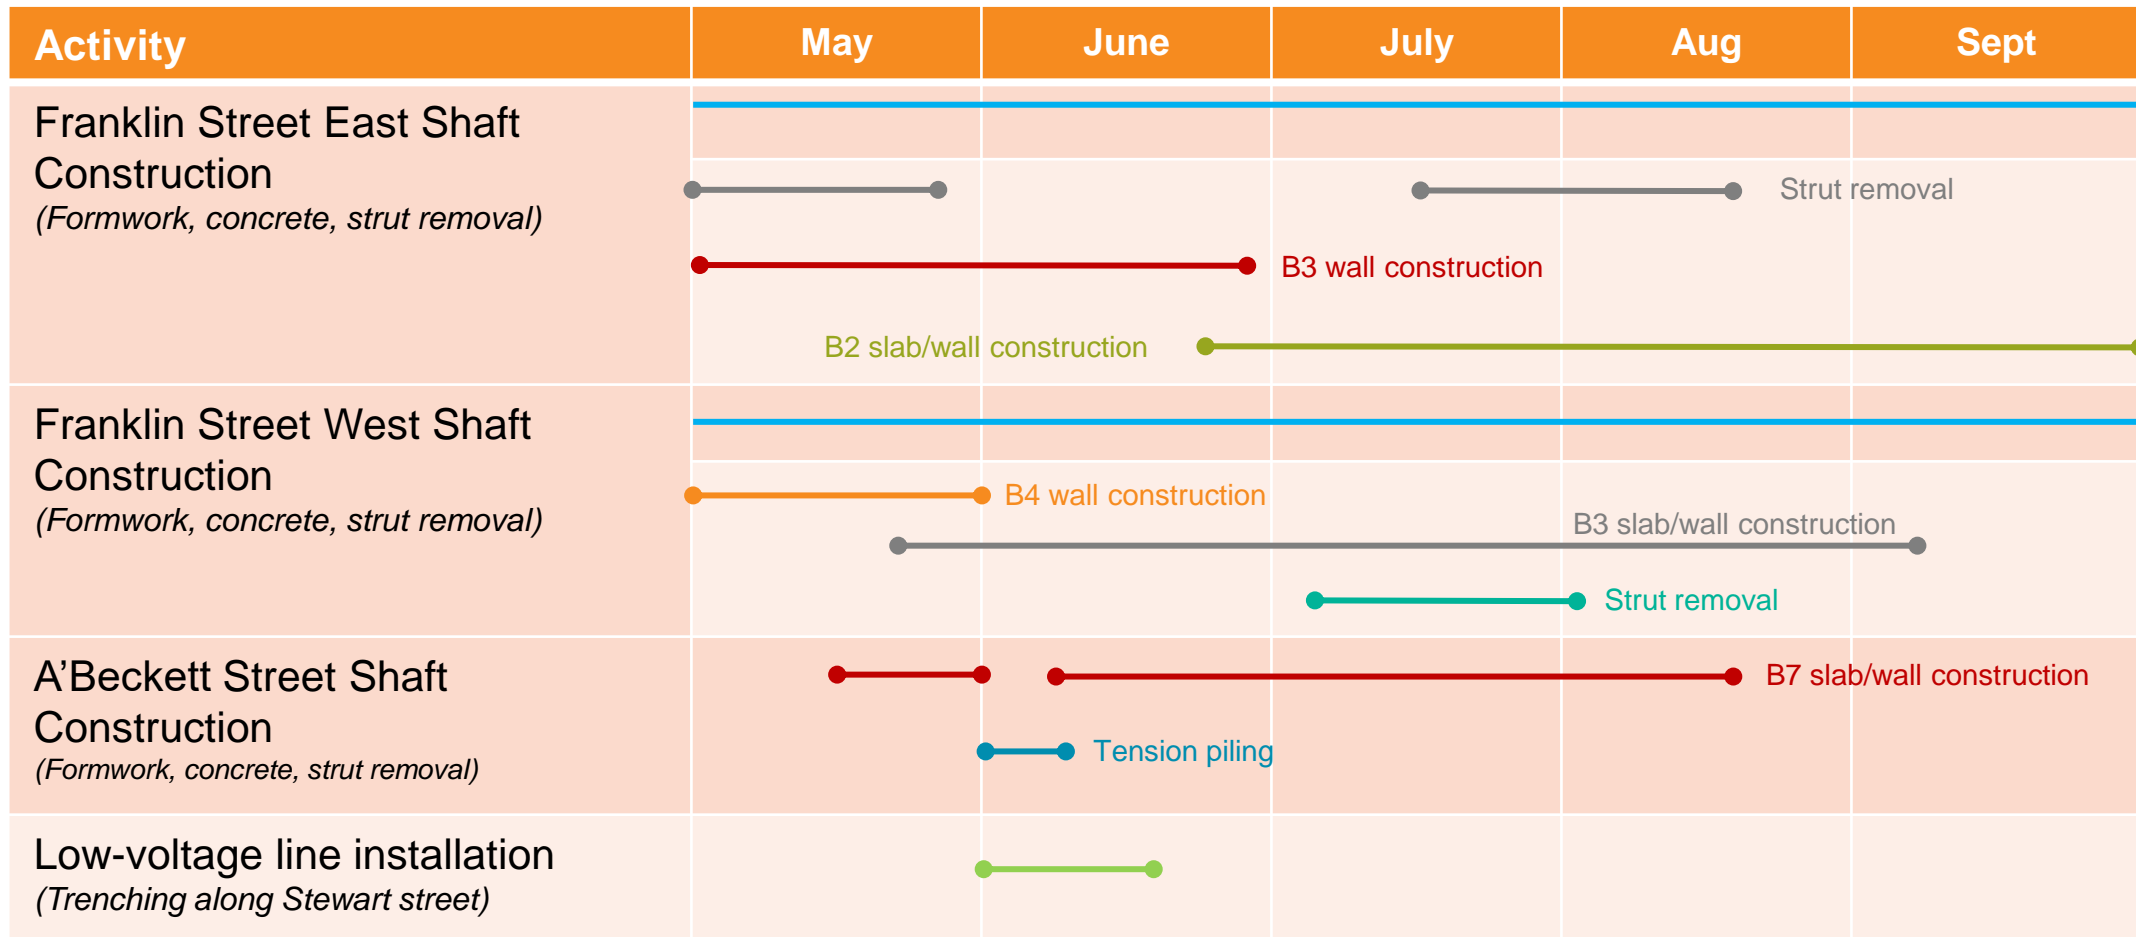 Activity
May
June
July
Aug
Sept
Franklin Street East Shaft
Construction
(Formwork, concrete, strut removal)
Strut removal
B3 wall construction
B2 slab/wall construction
Franklin Street West Shaft
Construction
(Formwork, concrete, strut removal)
B4 wall construction
B3 slab/wall construction
Strut removal
A’Beckett Street Shaft
Construction
(Formwork, concrete, strut removal)
B7 slab/wall construction
Tension piling
Low-voltage line installation
(Trenching along Stewart street)